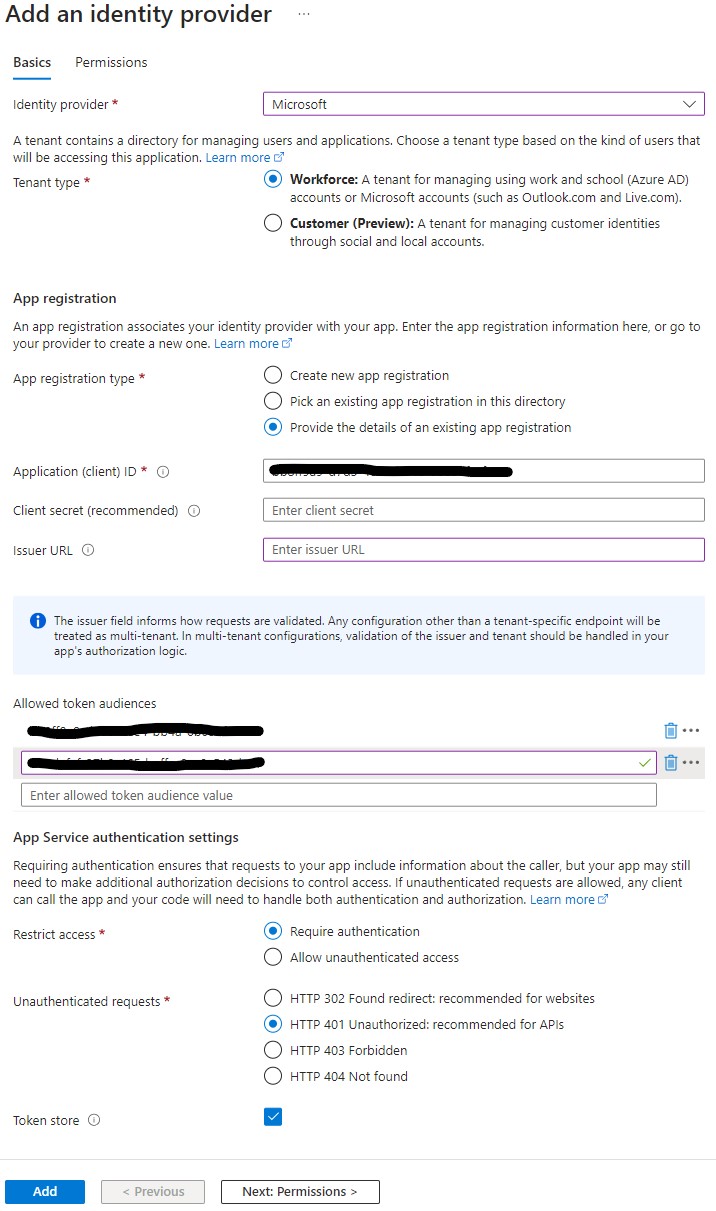 Add an identity provider ...
Basics Permissions
Identity provider * Microsoft
A tenant contains a directory for managing users and applications. Choose a tenant type based on the kind of users that
will be accessing this application. Learn more
Tenant type *
Workforce: A tenant for managing using work and school (Azure AD)
accounts or Microsoft accounts (such as Outlook.com and Live.com).
Customer (Preview): A tenant for managing customer identities
through social and local accounts.
App registration
An app registration associates your identity provider with your app. Enter the app registration information here, or go to
your provider to create a new one. Learn more
App registration type *
Create new app registration
Pick an existing app registration in this directory
Provide the details of an existing app registration
Application (client) ID *
Client secret (recommended) Enter client secret
Issuer URL Enter issuer URL
The issuer field informs how requests are validated. Any configuration other than a tenant-specific endpoint will be
treated as multi-tenant. In multi-tenant configurations, validation of the issuer and tenant should be handled in your
app's authorization logic.
Allowed token audiences
Enter allowed token audience value
App Service authentication settings
Requiring authentication ensures that requests to your app include information about the caller, but your app may still
need to make additional authorization decisions to control access. If unauthenticated requests are allowed, any client
can call the app and your code will need to handle both authentication and authorization. Learn more
Restrict access *
Require authentication
Allow unauthenticated access
Unauthenticated requests *
HTTP 302 Found redirect: recommended for websites
HTTP 401 Unauthorized: recommended for APIs
HTTP 403 Forbidden
HTTP 404 Not found
Token store
Add < Previous Next: Permissions >